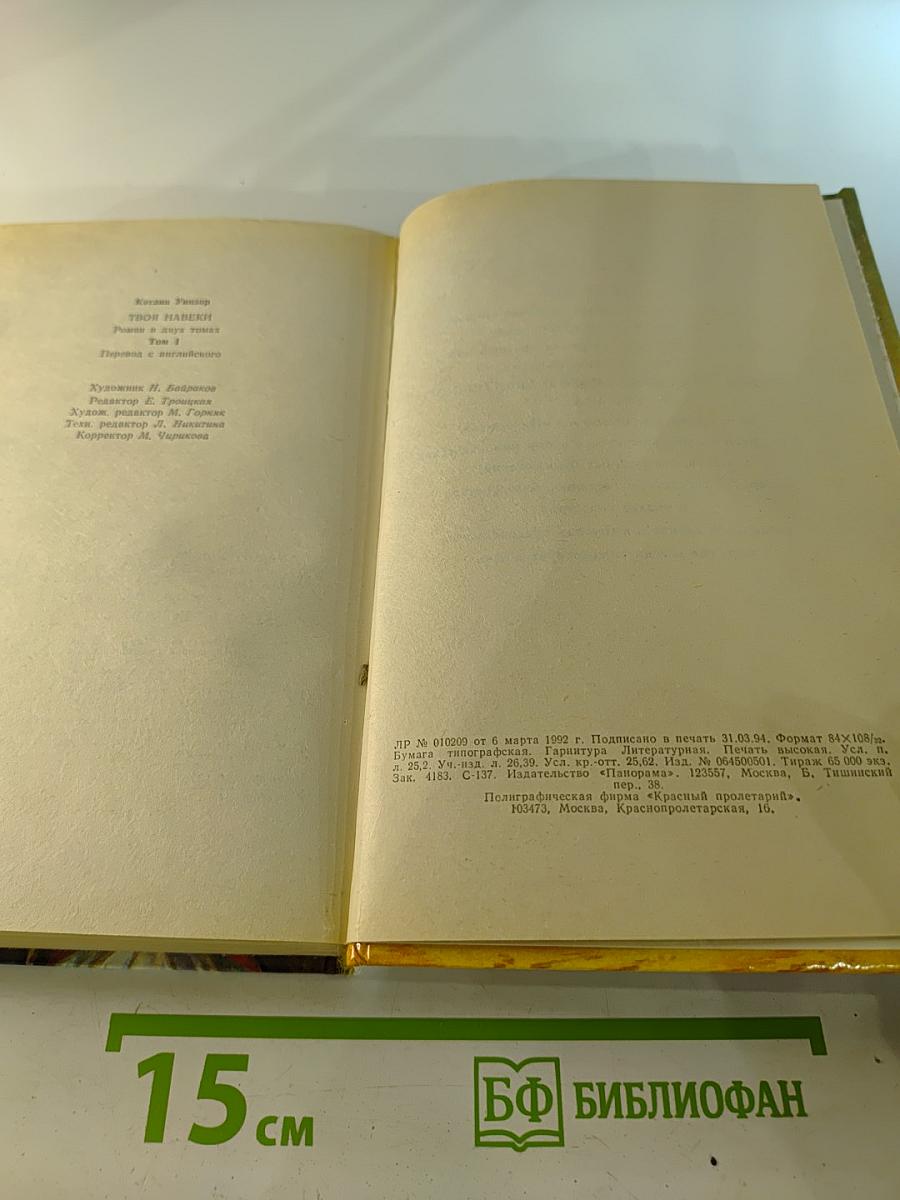 Котлин Уинзор
ТВОЯ НАВЕКИ
Роман в двух томах
Том 1
Перевод с английского
Художник Н. Байраков
Редактор Е. Троицкая
Худож. редактор М. Горняк
Техн. редактор Л. Никитина
Корректор М. Чирикова
ЛР № 010209 от 6 марта 1992 г. Подписано в печать 31.03.94. Формат 84×108/32.
Бумага типографская. Гарнитура Литературная. Печать высокая. Усл. п.
л. 25,2. Уч.-изд. л. 26,39. Усл. кр.-отт. 25,62. Изд. № 064500501. Тираж 65 000 экз.
Зак. 4183. С-137. Издательство «Панорама». 123557, Москва, Б. Тишинский
пер., 38.
Полиграфическая фирма «Красный пролетарий».
103473, Москва, Краснопролетарская, 16.
15 см
БФ БИБЛИОФАН